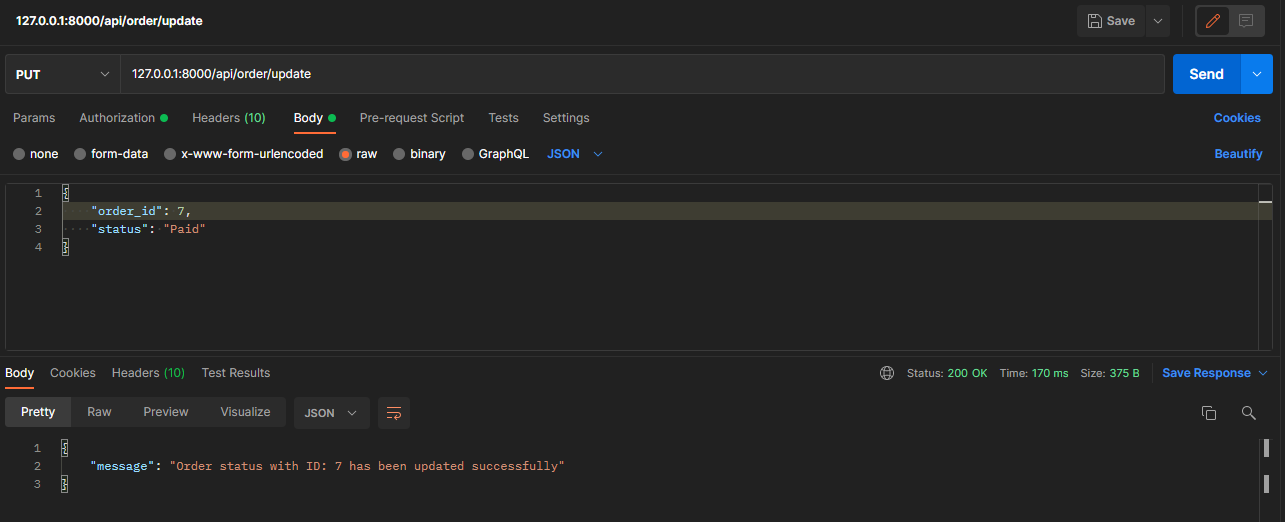 127.0.0.1:8000/api/order/update Save
PUT 127.0.0.1:8000/api/order/update Send
Params Authorization Headers (10) Body Pre-request Script Tests Settings Cookies
none form-data x-www-form-urlencoded raw binary GraphQL JSON Beautify
1 {
2 "order_id": 7,
3 "status": "Paid"
4 }
Body Cookies Headers (10) Test Results Status: 200 OK Time: 170 ms Size: 375 B Save Response
Pretty Raw Preview Visualize JSON
1 {
2 "message": "Order status with ID: 7 has been updated successfully"
3 }